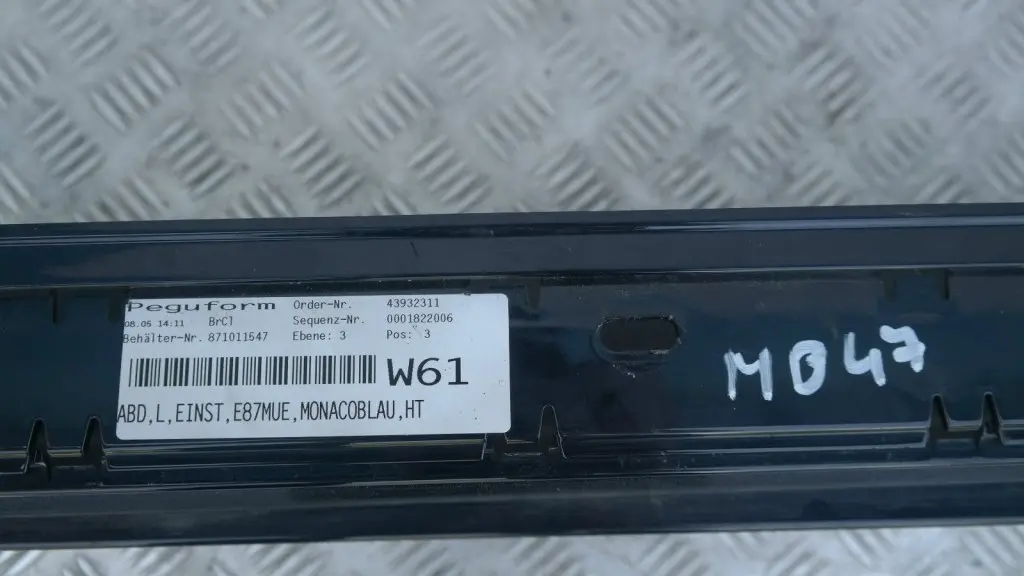 Peguform Order-Nr. 43932311
08.05 14:11 BrCl Sequenz-Nr. 0001822006
Behälter-Nr. 871011547 Ebene: 3 Pos: 3
W61
ABD,L,EINST,E87MUE,MONACOBLAU,HT
M047